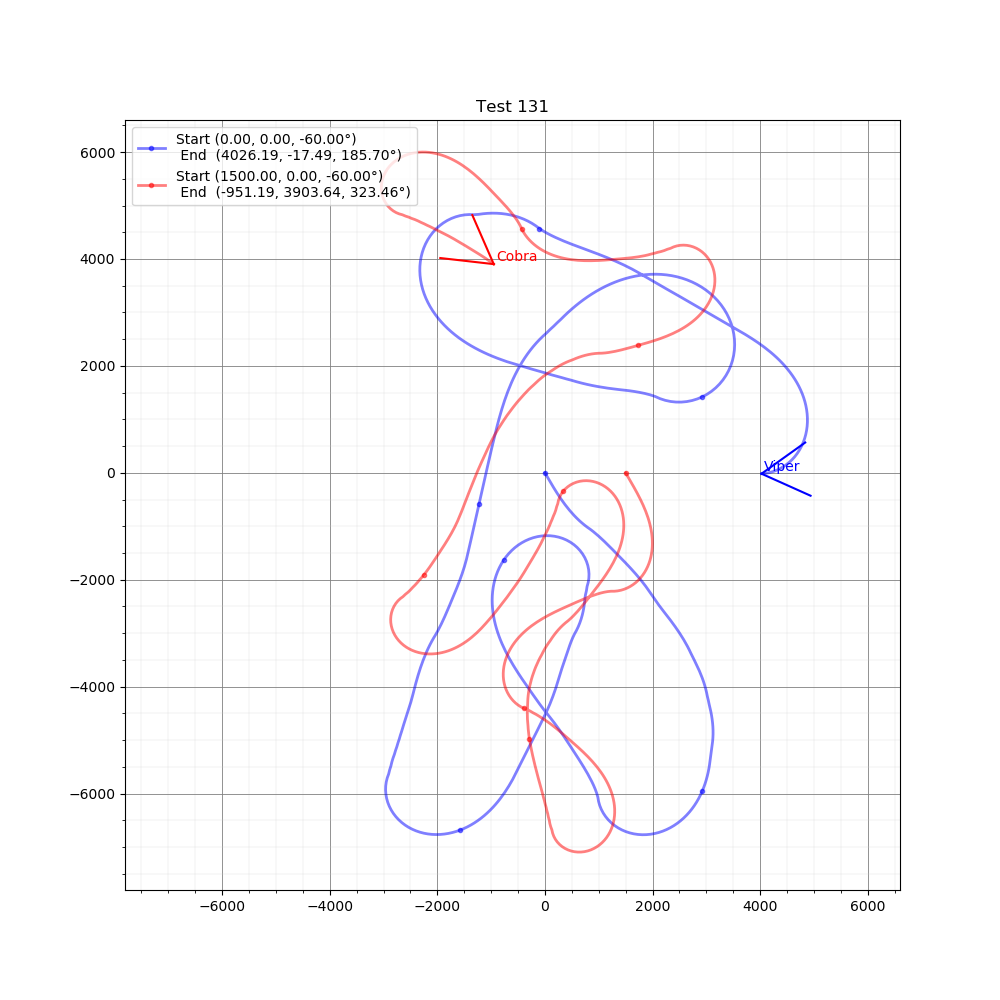 Test 131
Start (0.00, 0.00, -60.00°)
End  (4026.19, -17.49, 185.70°)
Start (1500.00, 0.00, -60.00°)
End  (-951.19, 3903.64, 323.46°)
6000
4000
2000
0
−2000
−4000
−6000
Cobra
Viper
−6000 −4000 −2000 0 2000 4000 6000